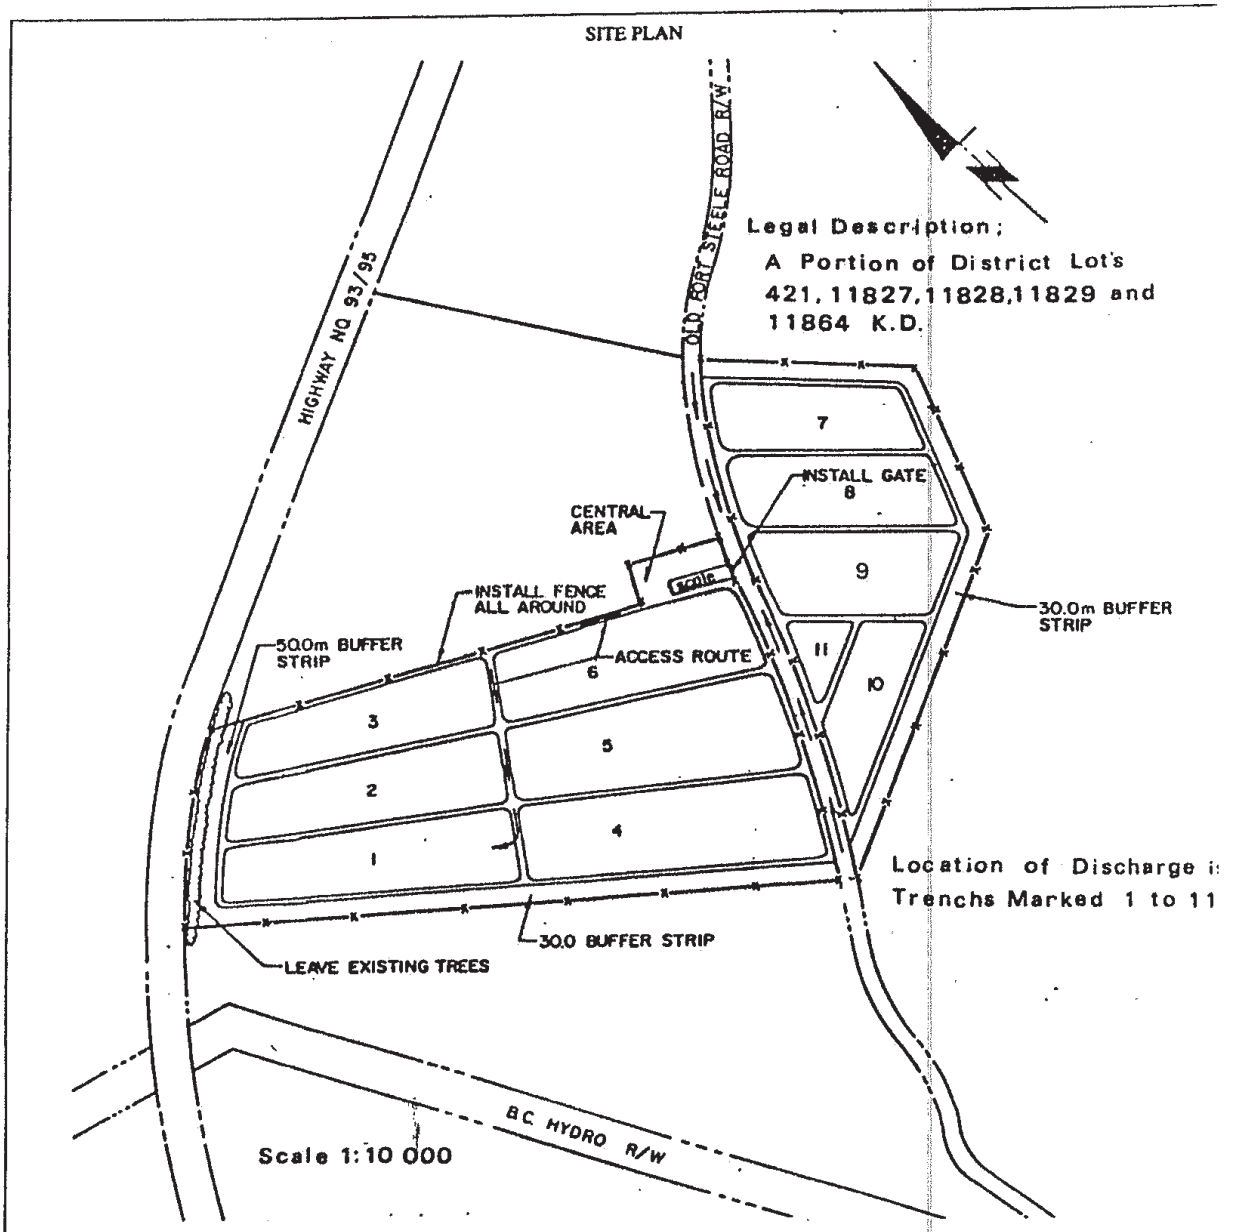 SITE PLAN
OLD FORT STEELE ROAD R/W
HIGHWAY NO 93/95
Legal Description;
A Portion of District Lot's
421, 11827, 11828, 11829 and
11864 K.D.
7
INSTALL GATE
8
CENTRAL
AREA
scale
9
INSTALL FENCE
ALL AROUND
30.0m BUFFER
STRIP
50.0m BUFFER
STRIP
ACCESS ROUTE
6
11
10
3
5
2
4
1
Location of Discharge is
Trenchs Marked 1 to 11
30.0 BUFFER STRIP
LEAVE EXISTING TREES
B.C. HYDRO R/W
Scale 1:10 000